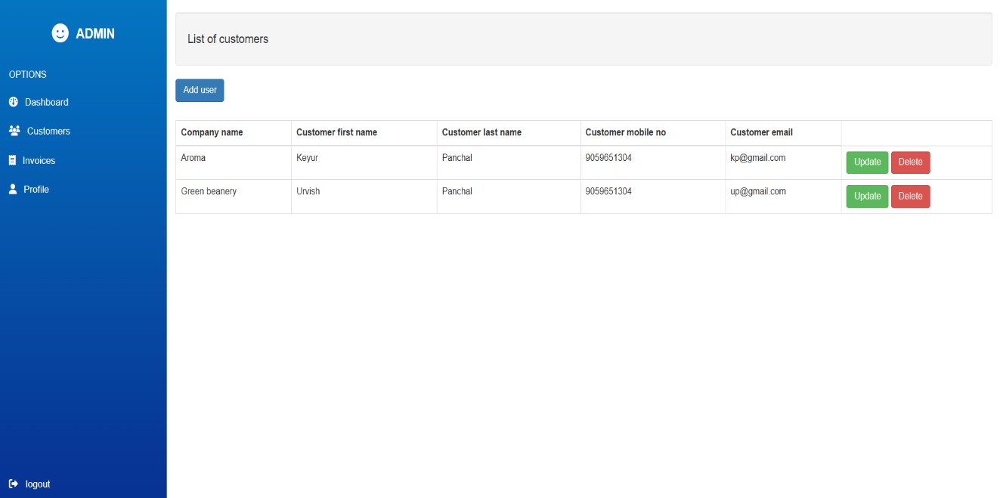 ADMIN
OPTIONS
Dashboard
Customers
Invoices
Profile
logout
List of customers
Add user
Company name Customer first name Customer last name Customer mobile no Customer email
Aroma Keyur Panchal 9059651304 kp@gmail.com Update Delete
Green beanery Urvish Panchal 9059651304 up@gmail.com Update Delete